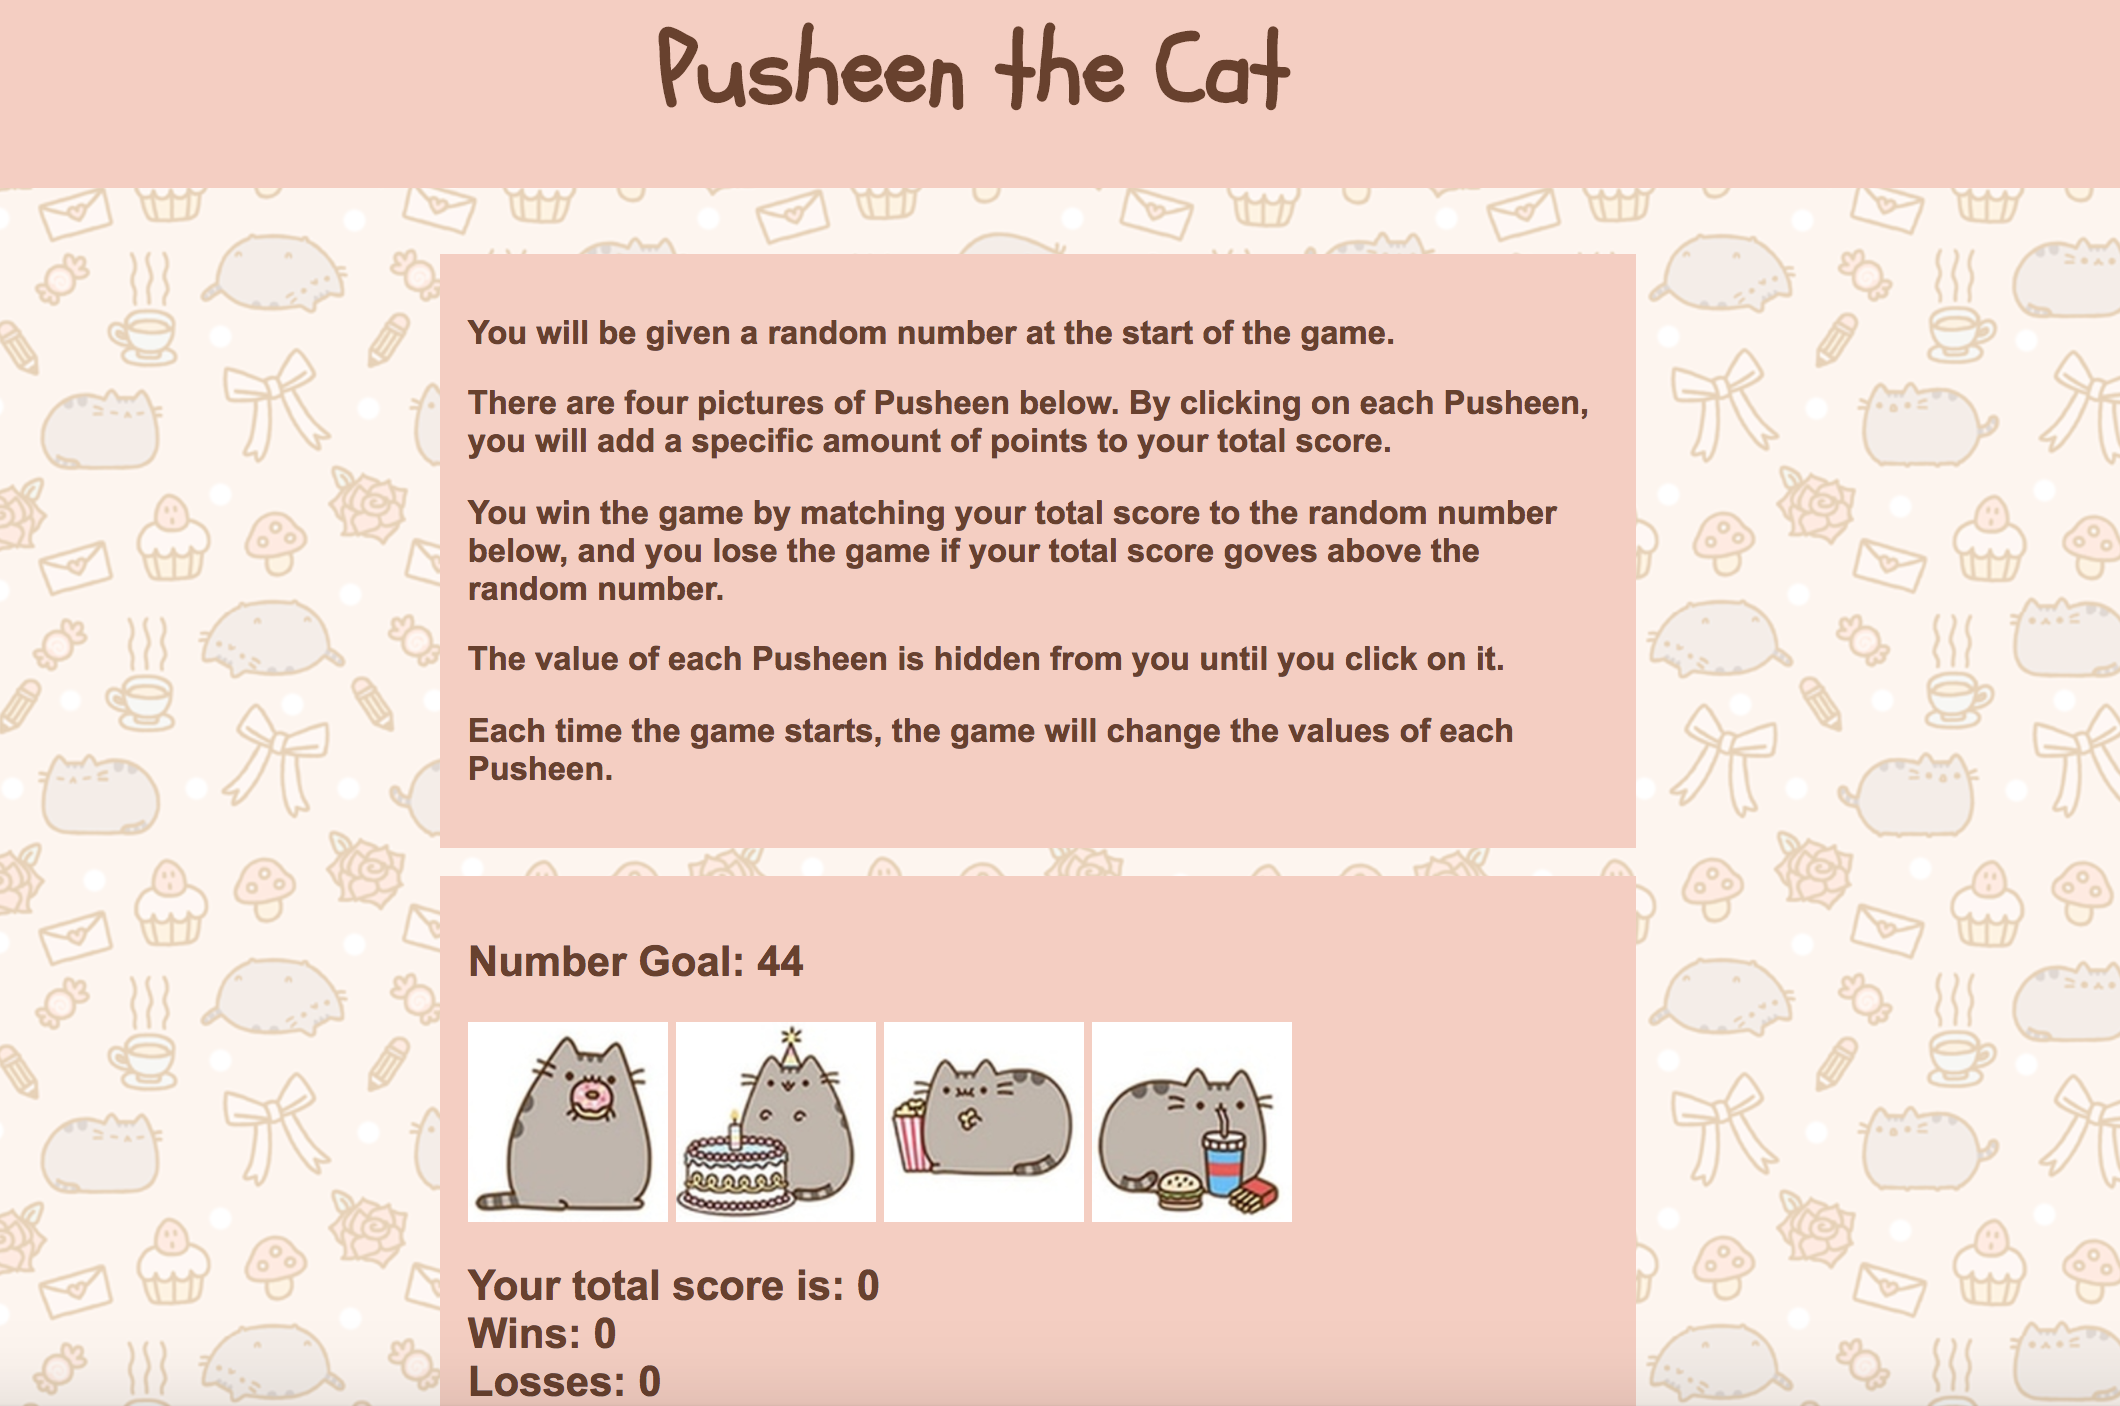 Pusheen the Cat
You will be given a random number at the start of the game.
There are four pictures of Pusheen below. By clicking on each Pusheen,
you will add a specific amount of points to your total score.
You win the game by matching your total score to the random number
below, and you lose the game if your total score goves above the
random number.
The value of each Pusheen is hidden from you until you click on it.
Each time the game starts, the game will change the values of each
Pusheen.
Number Goal: 44
Your total score is: 0
Wins: 0
Losses: 0